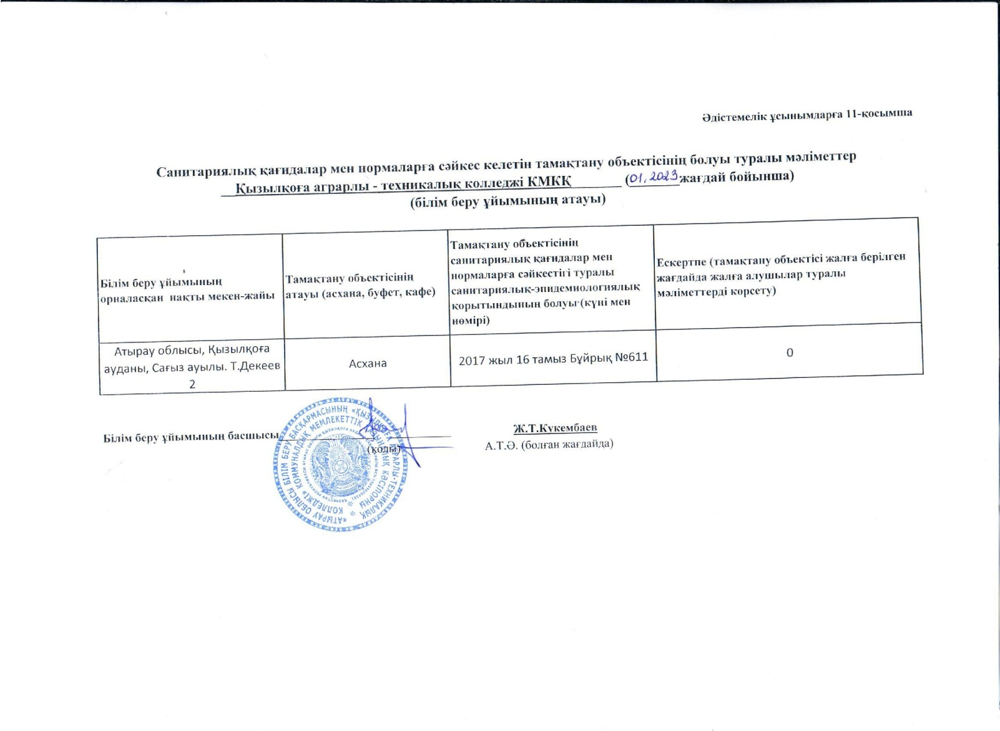 Әдістемелік ұсынымдарға 11-қосымша
Санитариялық қағидалар мен нормаларға сәйкес келетін тамақтану объектісінің болуы туралы мәліметтер
Қызылқоға аграрлы - техникалық колледжі КМКҚ (01,2023 жағдай бойынша)
(білім беру ұйымының атауы)
Білім беру ұйымының
орналасқан нақты мекен-жайы
Тамақтану объектісінің
атауы (асхана, буфет, кафе)
Тамақтану объектісінің
санитариялық қағидалар мен
нормаларға сәйкестігі туралы
санитариялық-эпидемиологиялық
қорытындының болуы (күні мен
нөмірі)
Ескертпе (тамақтану объектісі жалға берілген
жағдайда жалға алушылар туралы
мәліметтерді көрсету)
Атырау облысы, Қызылқоға
ауданы, Сағыз ауылы. Т.Декеев
2
Асхана
2017 жыл 16 тамыз Бұйрық №611
0
Білім беру ұйымының басшысы
(қолы)
Ж.Т.Кукембаев
А.Т.Ә. (болған жағдайда)
«АТЫРАУ ОБЛЫСЫ БІЛІМ БЕРУ БАСҚАРМАСЫНЫҢ «ҚЫЗЫЛҚОҒА АГРАРЛЫ-ТЕХНИКАЛЫҚ
КОЛЛЕДЖІ» КОММУНАЛДЫҚ МЕМЛЕКЕТТІК ҚАЗЫНАЛЫҚ КӘСІПОРНЫ